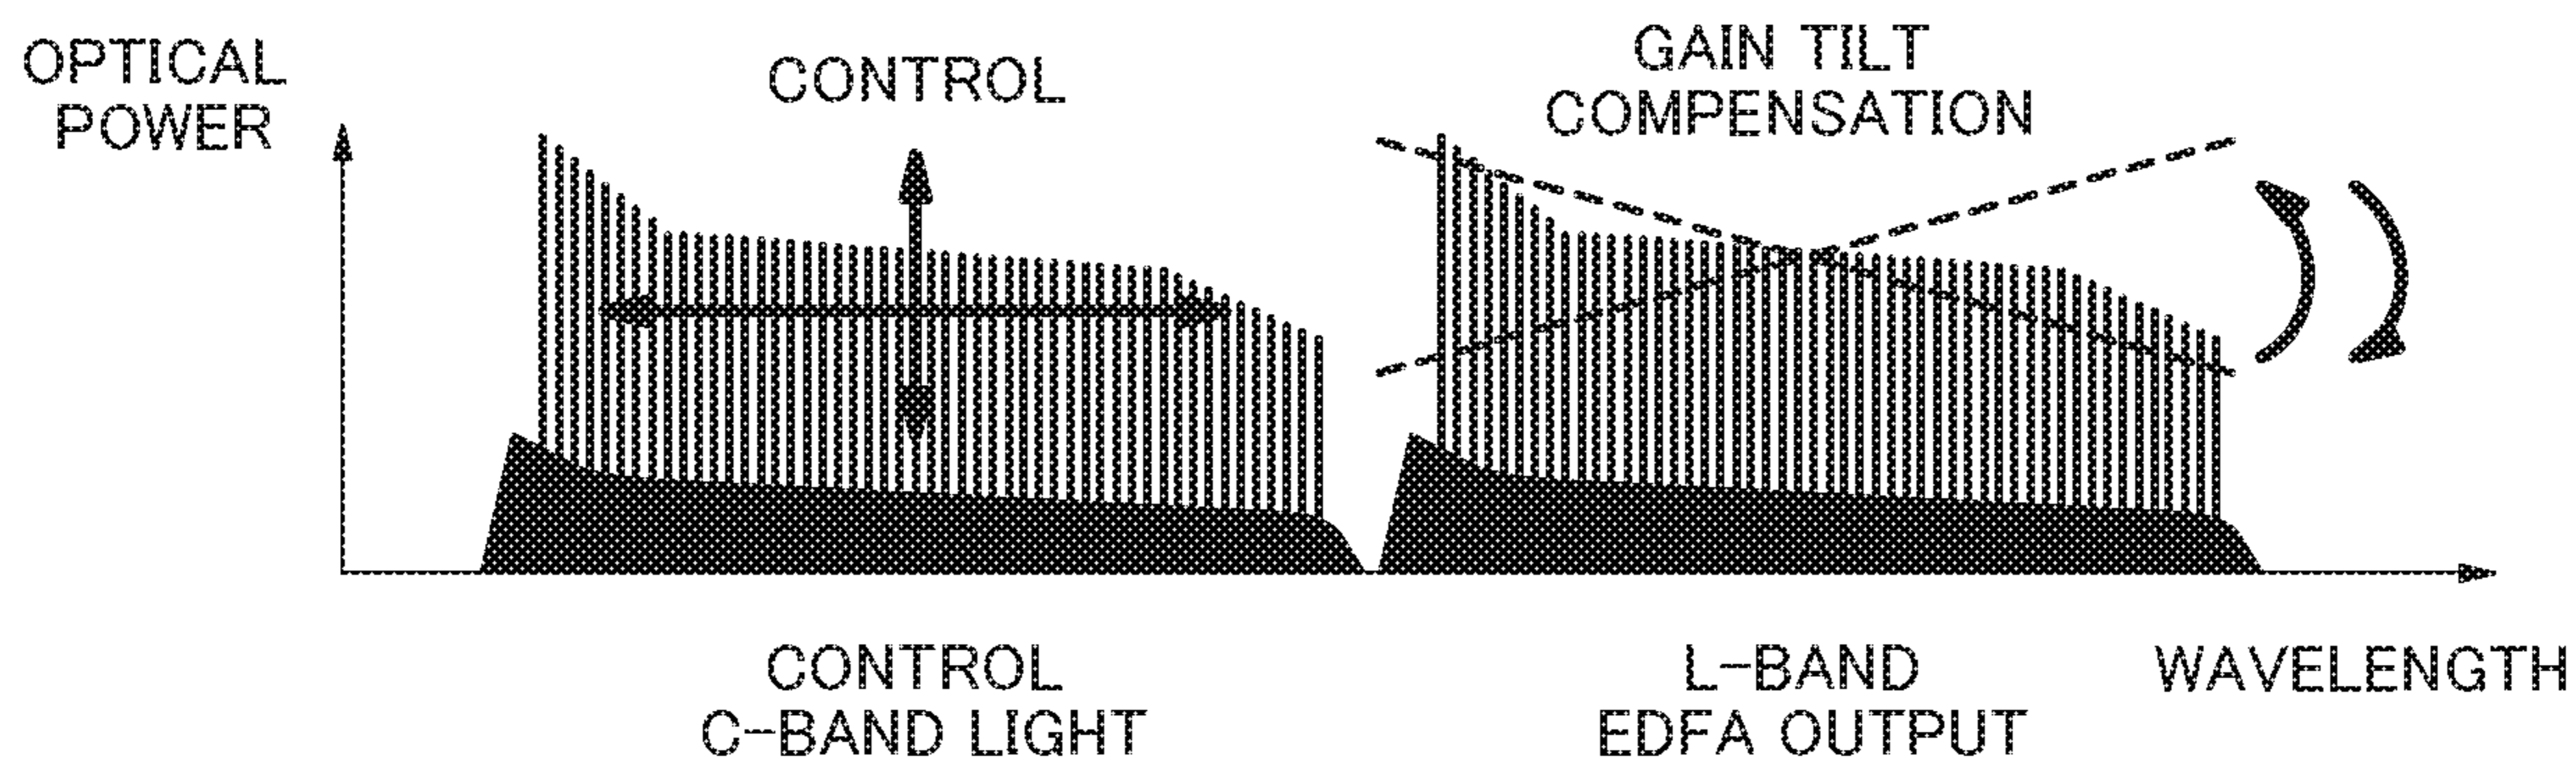 OPTICAL
POWER
CONTROL
GAIN TILT
COMPENSATION
CONTROL
C-BAND LIGHT
L-BAND
EDFA OUTPUT
WAVELENGTH